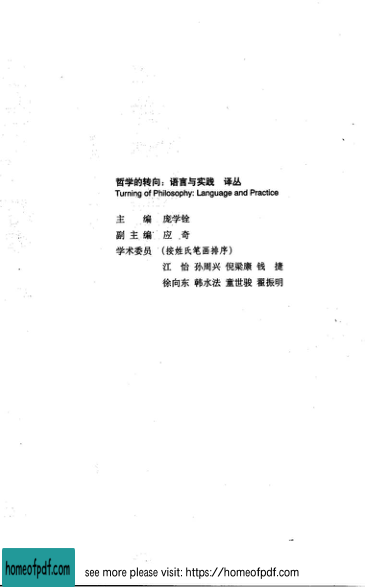 哲学的转向：语言与实践 译丛
Turning of Philosophy: Language and Practice
主 编 庞学铨
副主编 应 奇
学术委员 (按姓氏笔画排序)
江 怡 孙周兴 倪梁康 钱 捷
徐向东 韩水法 童世骏 翟振明
homeofpdf.com
see more please visit: https://homeofpdf.com